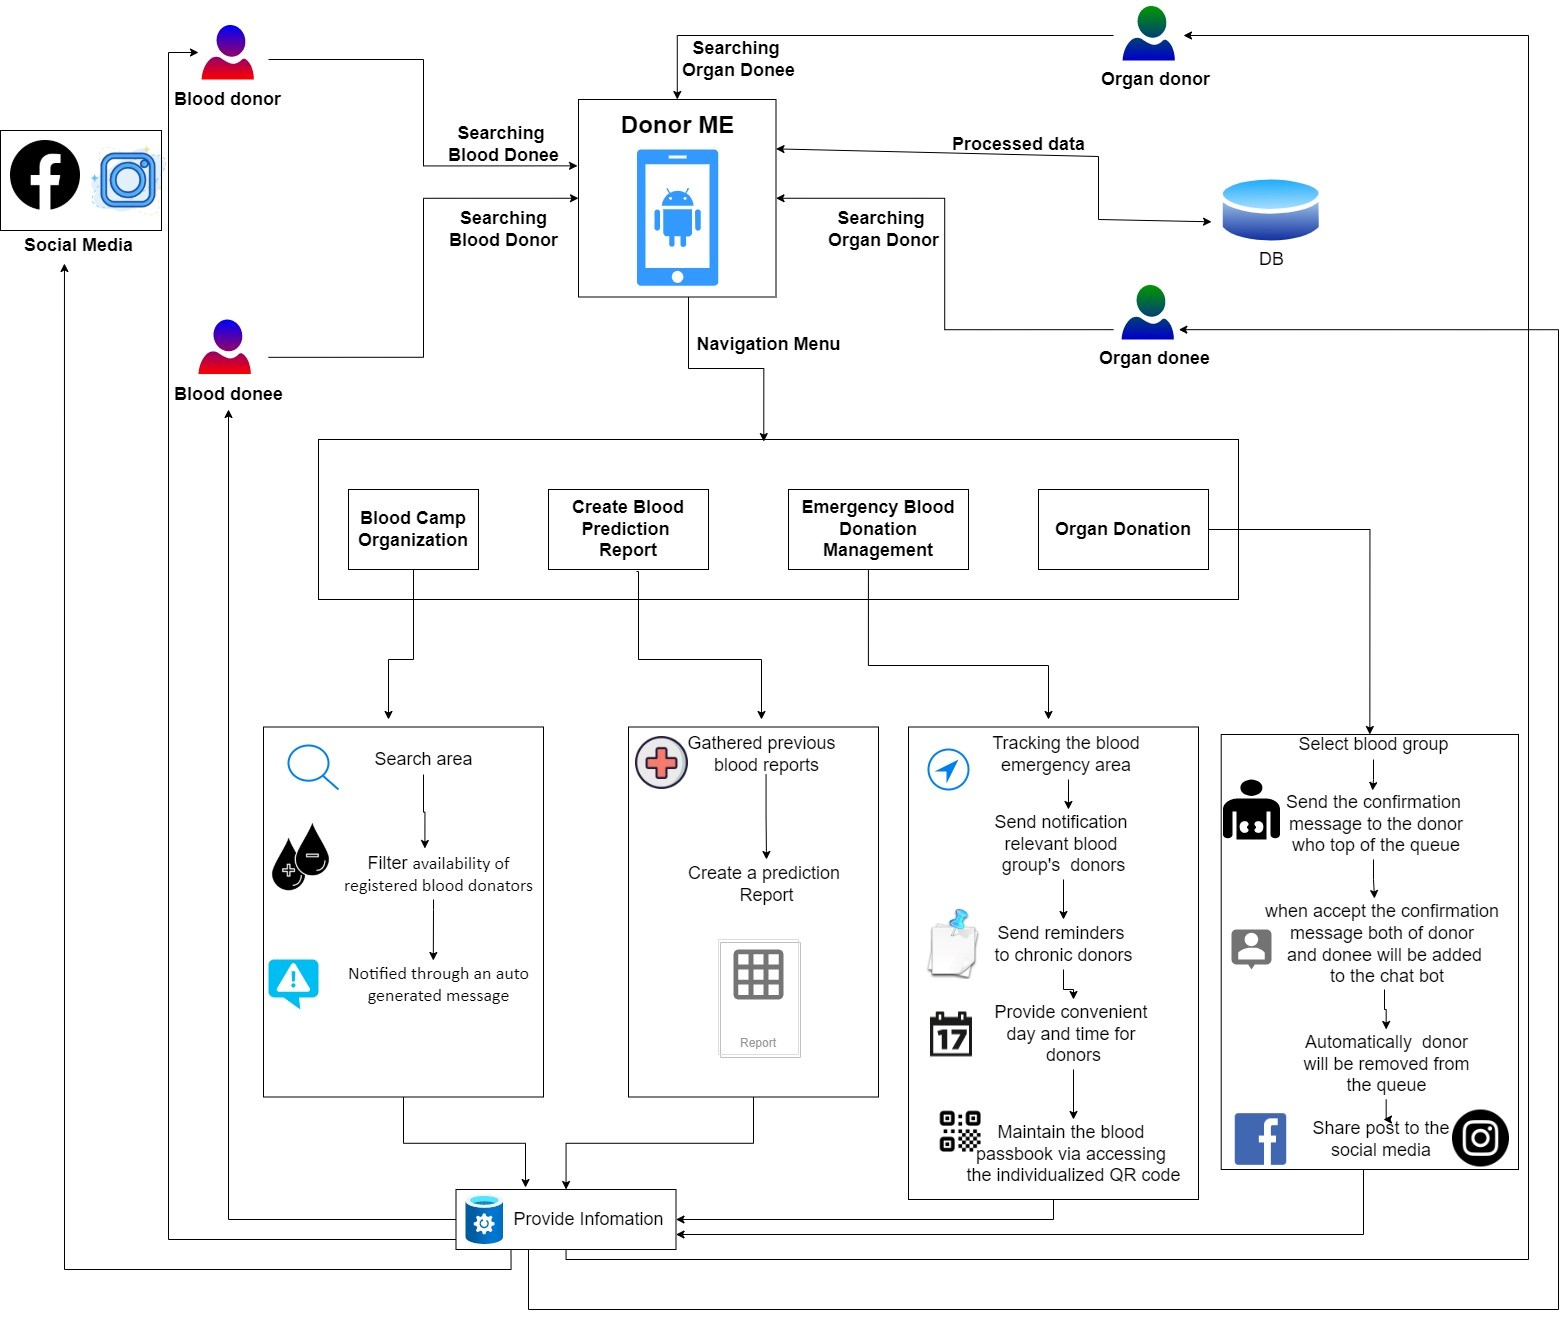 Blood donor
Searching
Organ Donee
Organ donor
Donor ME
Searching
Blood Donee
Processed data
Social Media
Searching
Blood Donor
Searching
Organ Donor
DB
Navigation Menu
Organ donee
Blood donee
Blood Camp
Organization
Create Blood
Prediction
Report
Emergency Blood
Donation
Management
Organ Donation
Search area
Filter availability of
registered blood donators
Notified through an auto
generated message
Gathered previous
blood reports
Create a prediction
Report
Report
Tracking the blood
emergency area
Send notification
relevant blood
group's donors
Send reminders
to chronic donors
17
Provide convenient
day and time for
donors
Maintain the blood
passbook via accessing
the individualized QR code
Select blood group
Send the confirmation
message to the donor
who top of the queue
when accept the confirmation
message both of donor
and donee will be added
to the chat bot
Automatically donor
will be removed from
the queue
Share post to the
social media
Provide Infomation